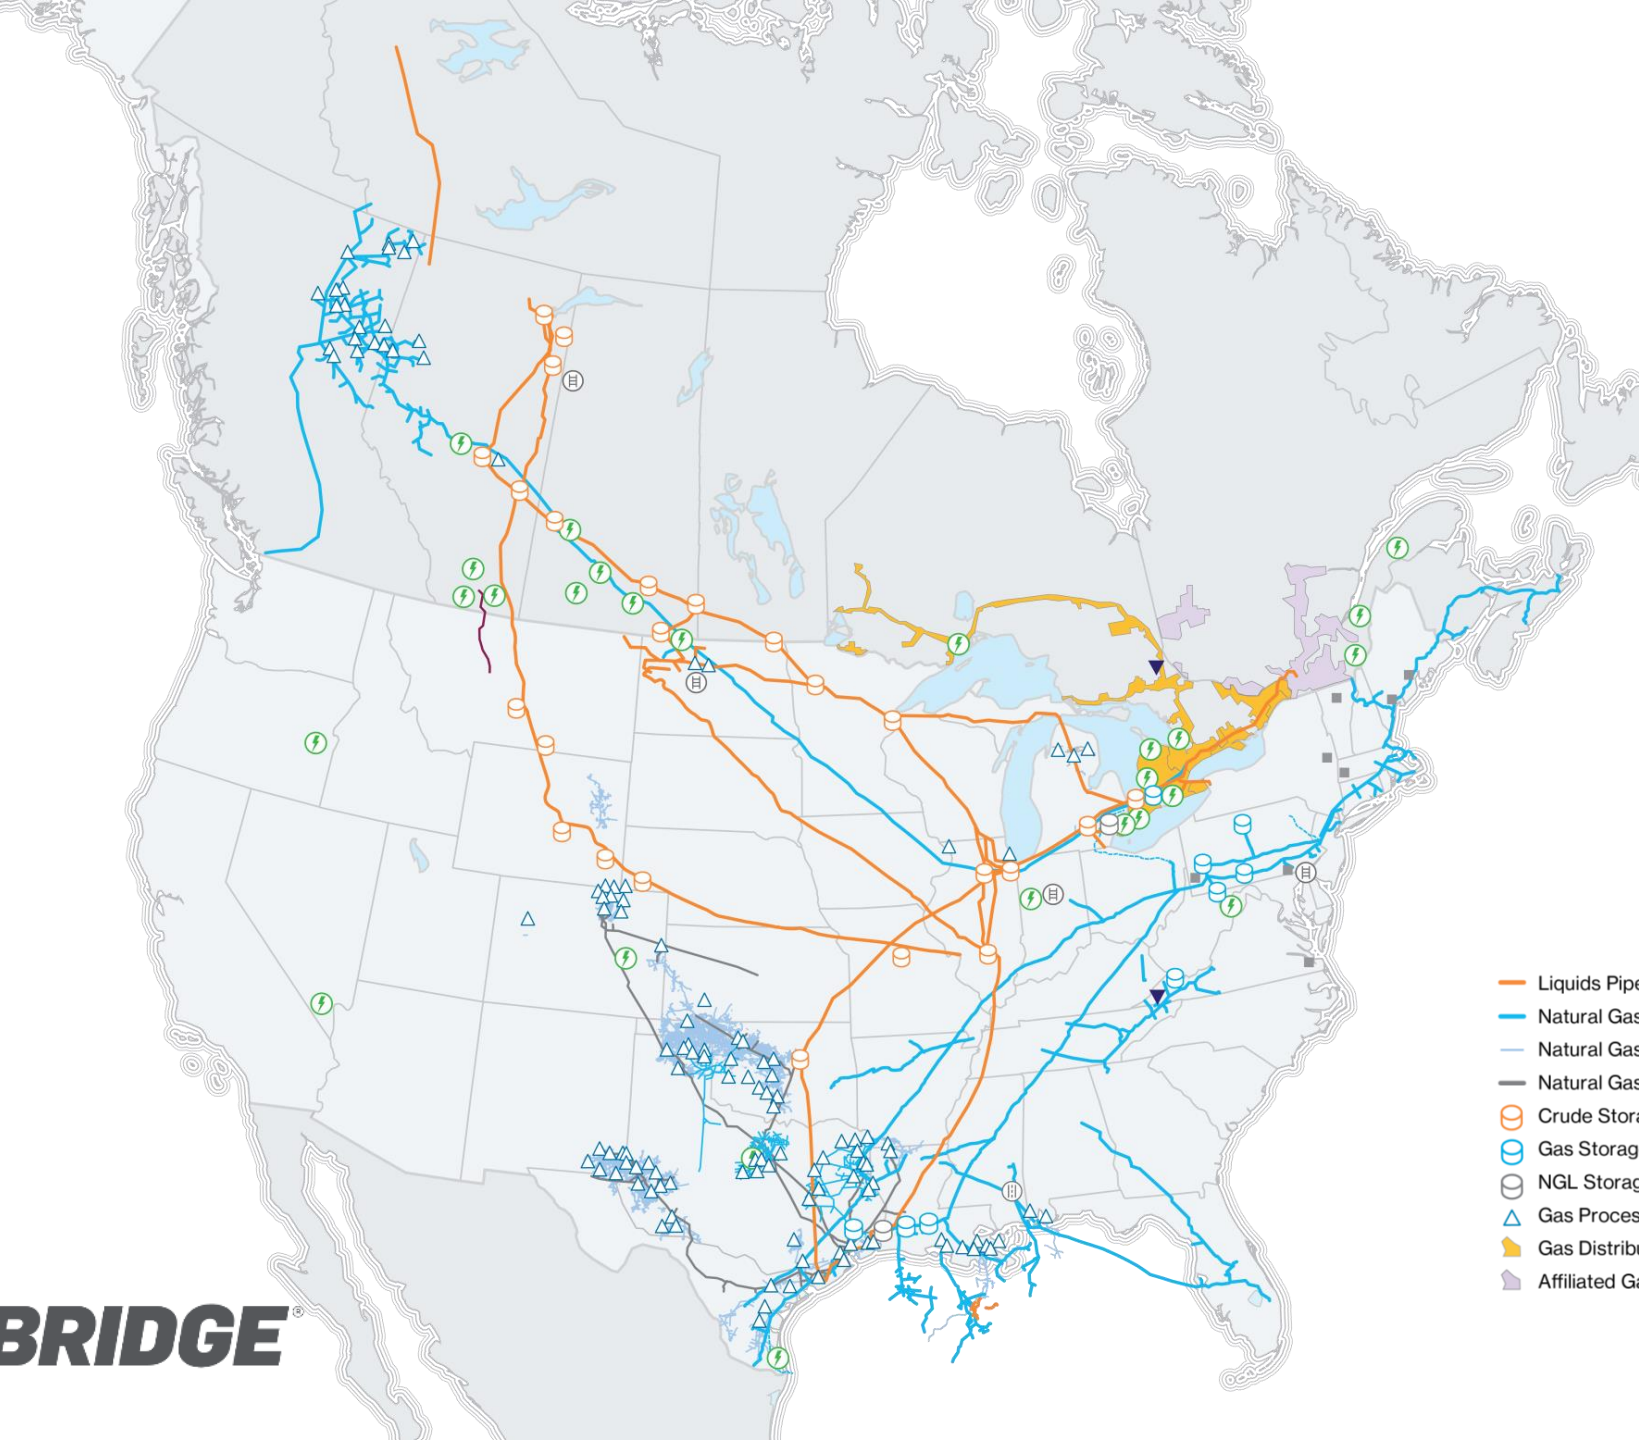 Liquids Pipe
Natural Gas
Natural Gas
Natural Gas
Crude Stora
Gas Storag
NGL Storag
Gas Proces
Gas Distribu
Affiliated Ga
BRIDGE®